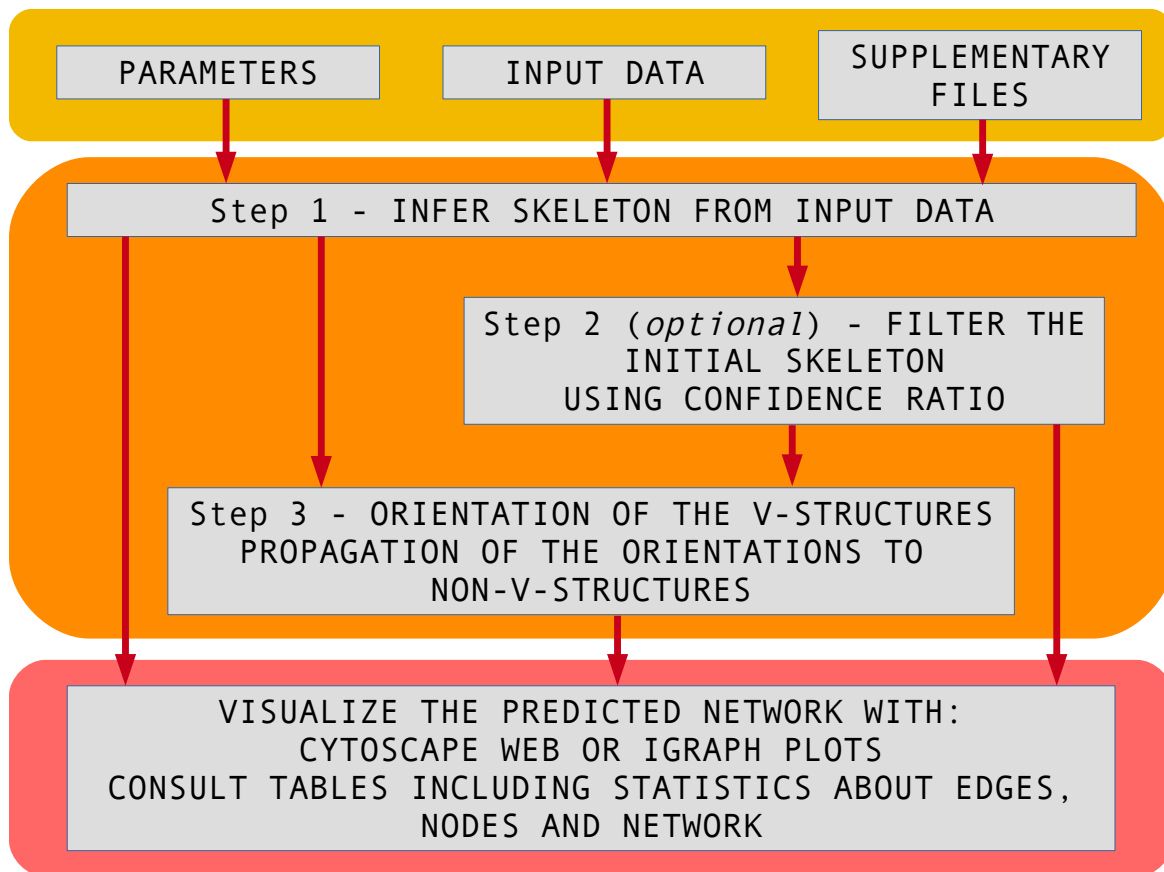 PARAMETERS
INPUT DATA
SUPPLEMENTARY
FILES
Step 1 - INFER SKELETON FROM INPUT DATA
Step 2 (optional) - FILTER THE
INITIAL SKELETON
USING CONFIDENCE RATIO
Step 3 - ORIENTATION OF THE V-STRUCTURES
PROPAGATION OF THE ORIENTATIONS TO
NON-V-STRUCTURES
VISUALIZE THE PREDICTED NETWORK WITH:
CYTOSCAPE WEB OR IGRAPH PLOTS
CONSULT TABLES INCLUDING STATISTICS ABOUT EDGES,
NODES AND NETWORK